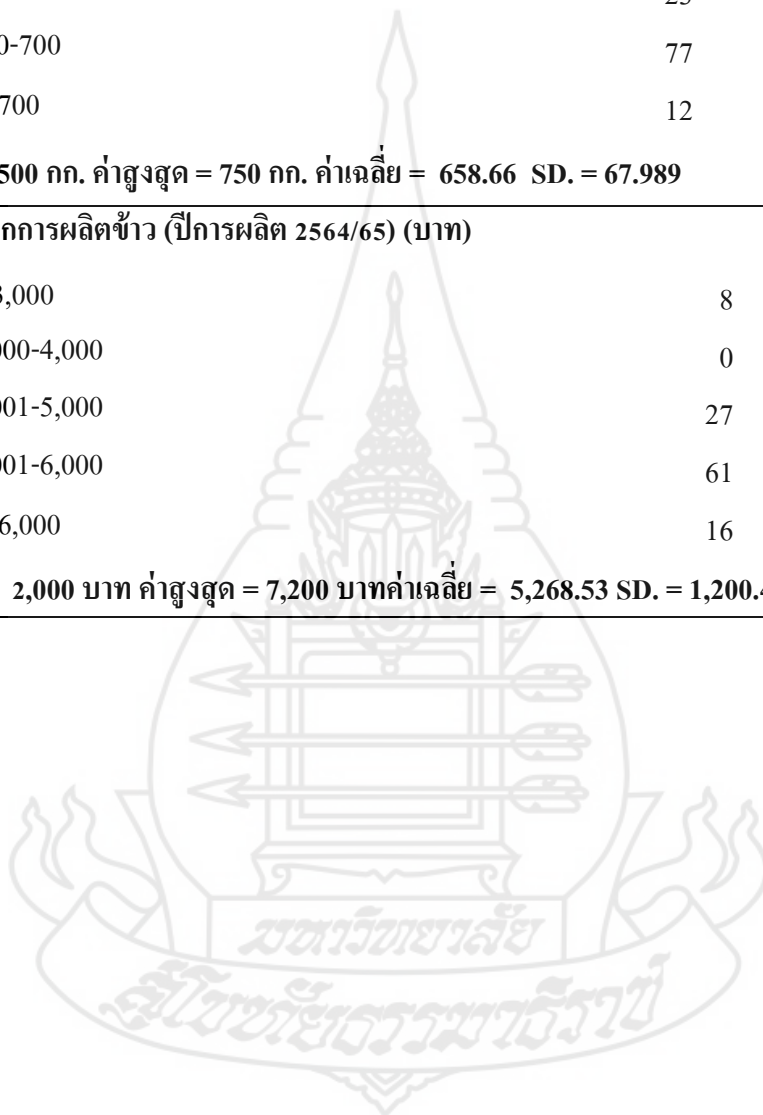 0-700 77
700 12
500 กก. ค่าสูงสุด = 750 กก. ค่าเฉลี่ย = 658.66 SD. = 67.989
กการผลิตข้าว (ปีการผลิต 2564/65) (บาท)
3,000 8
000-4,000 0
001-5,000 27
001-6,000 61
6,000 16
2,000 บาท ค่าสูงสุด = 7,200 บาทค่าเฉลี่ย = 5,268.53 SD. = 1,200.4
มหาวิทยาลัย
สุโขทัยธรรมาธิราช